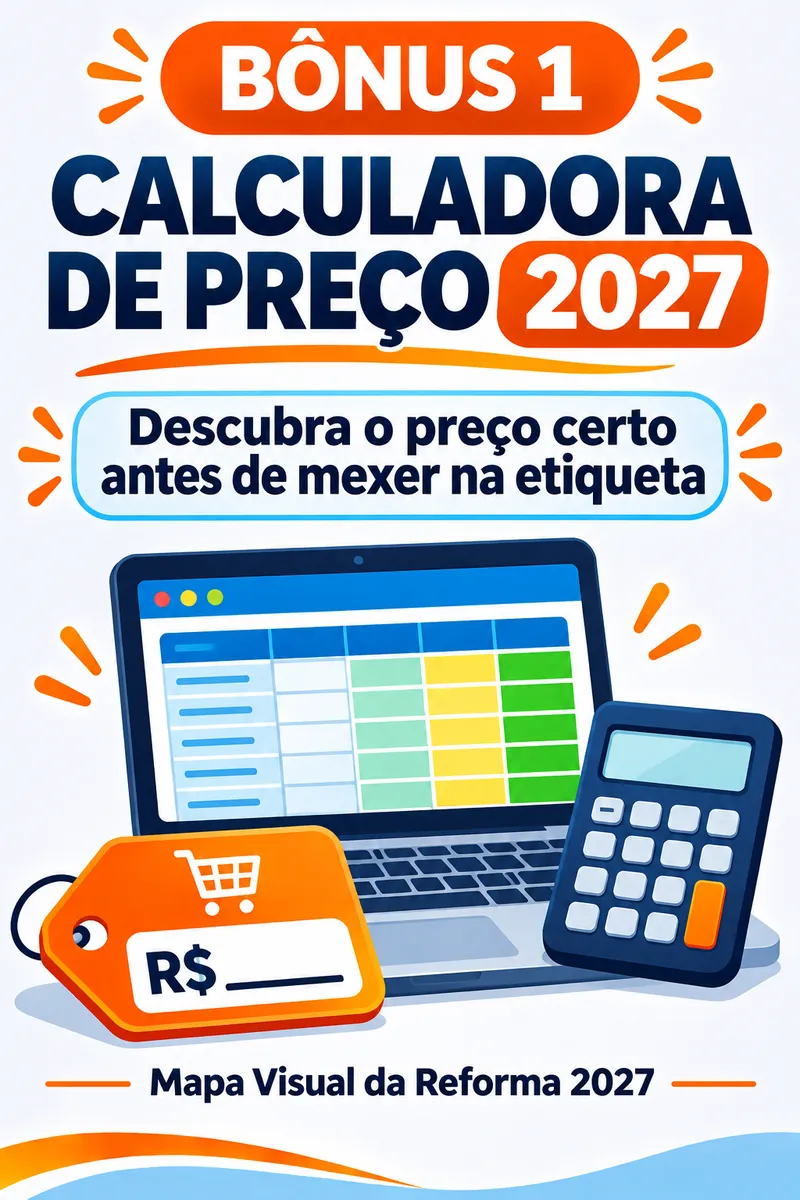 BÔNUS 1
CALCULADORA
DE PREÇO 2027
Descubra o preço certo
antes de mexer na etiqueta
R$ ______
Mapa Visual da Reforma 2027